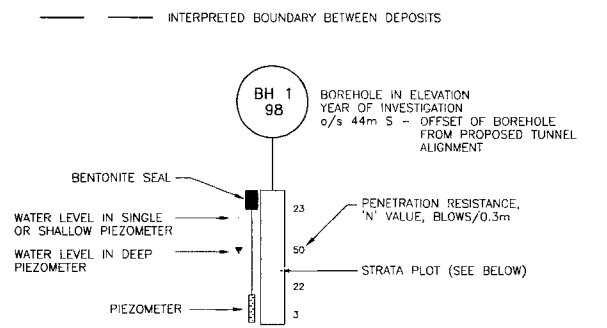 INTERPRETED BOUNDARY BETWEEN DEPOSITS
BH 1
98
BOREHOLE IN ELEVATION
YEAR OF INVESTIGATION
o/s 44m S - OFFSET OF BOREHOLE
FROM PROPOSED TUNNEL
ALIGNMENT
BENTONITE SEAL
23
PENETRATION RESISTANCE,
'N' VALUE, BLOWS/0.3m
WATER LEVEL IN SINGLE
OR SHALLOW PIEZOMETER
50
WATER LEVEL IN DEEP
PIEZOMETER
STRATA PLOT (SEE BELOW)
22
PIEZOMETER
3